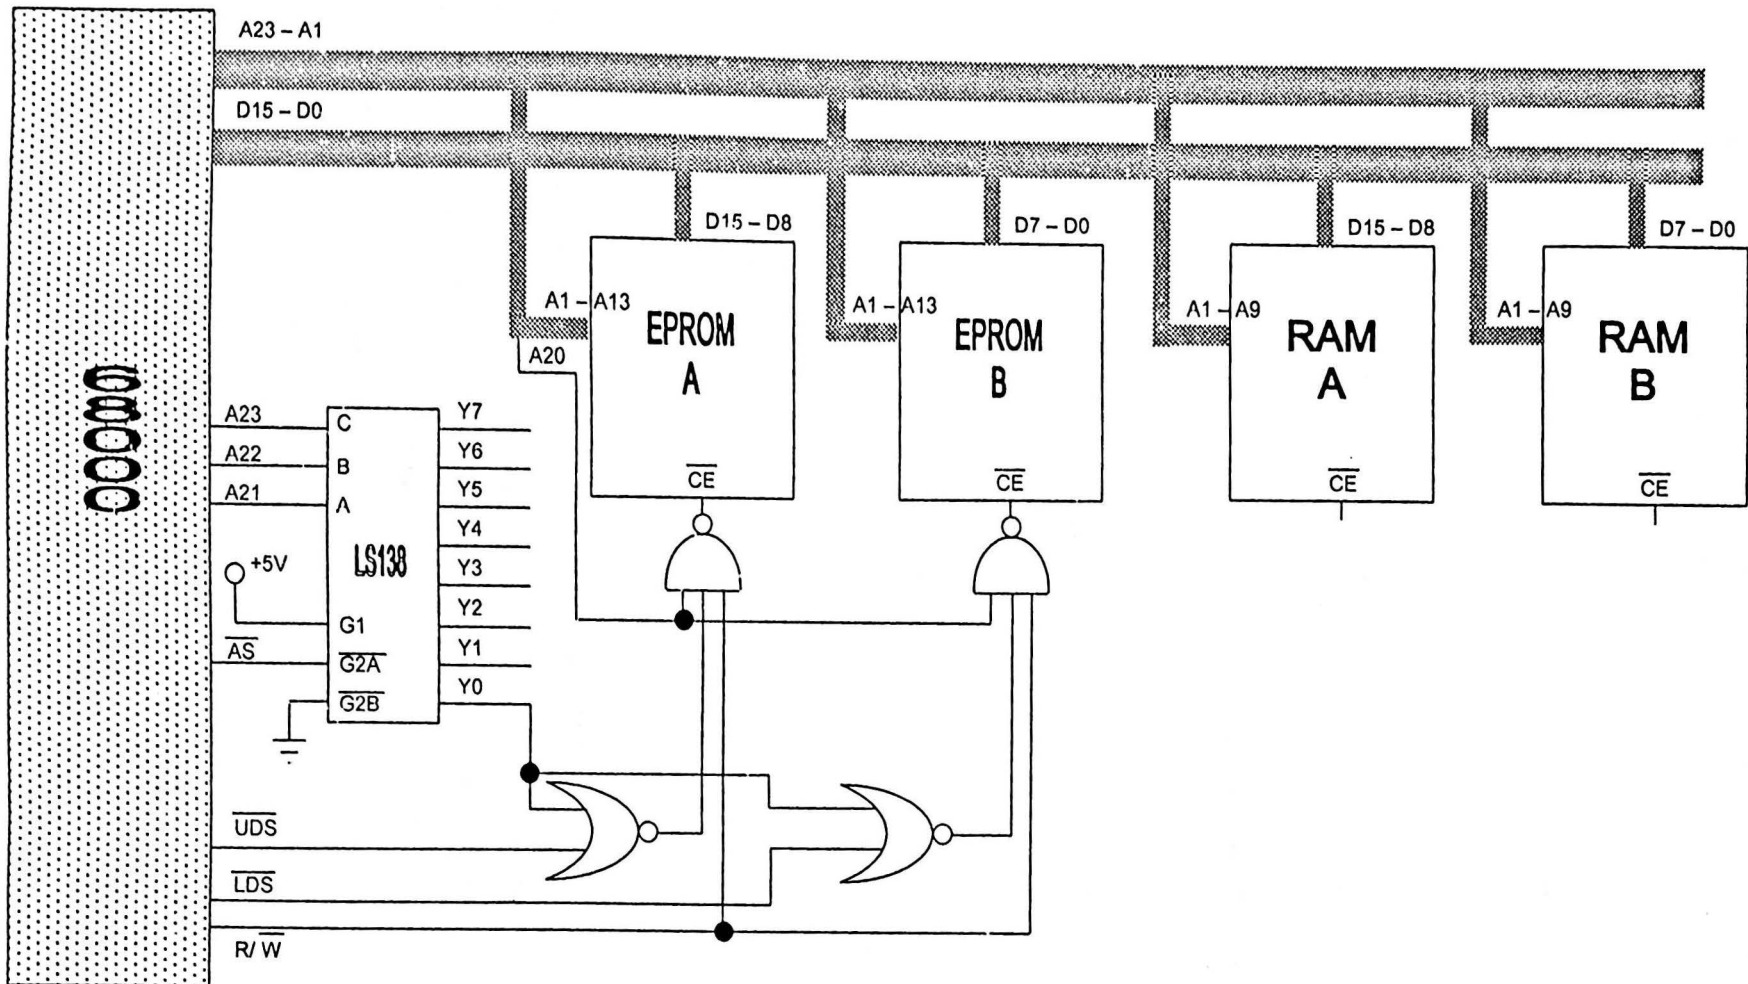 A23 – A1
D15 – D0
D15 – D8
D7 – D0
D15 – D8
D7 – D0
A1 – A13
A1 – A13
A1 – A9
A1 – A9
EPROM
A
EPROM
B
RAM
A
RAM
B
A20
CE
CE
CE
CE
68000
A23
A22
A21
+5V
AS
C
B
A
LS138
G1
G2A
G2B
Y7
Y6
Y5
Y4
Y3
Y2
Y1
Y0
UDS
LDS
R/ W